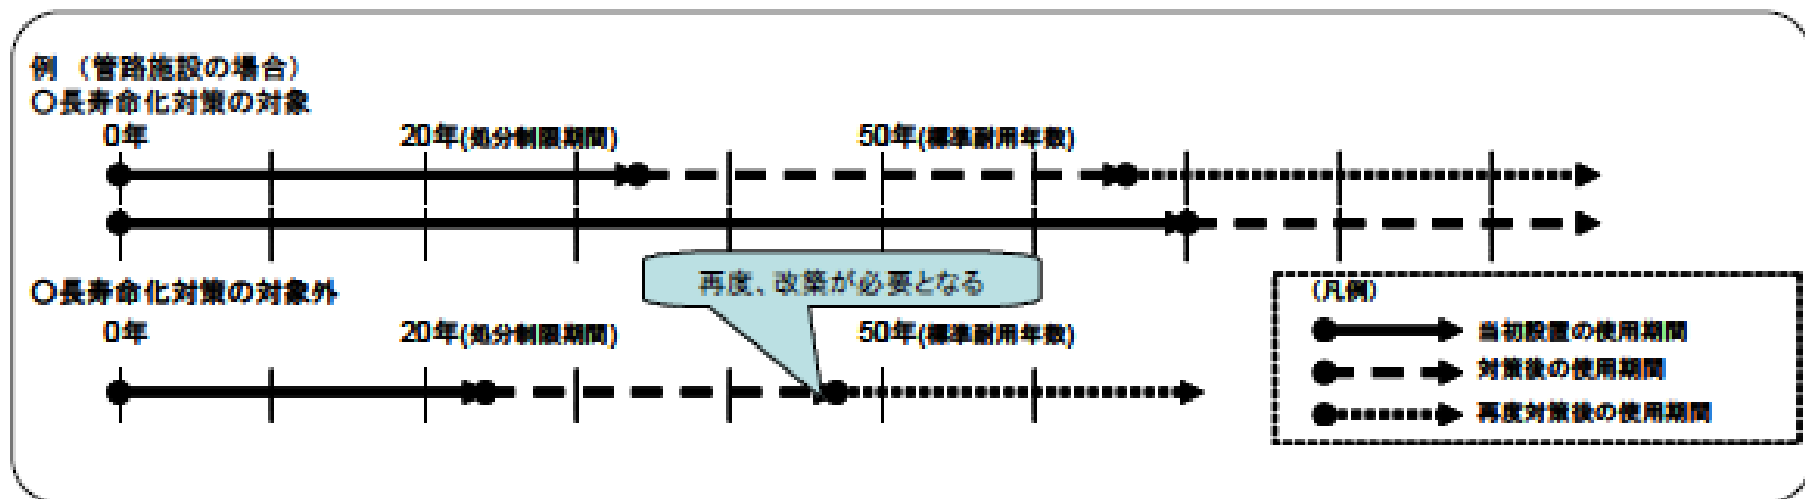 例 （管路施設の場合）
〇長寿命化対策の対象
0年 20年(処分制限期間) 50年(標準耐用年数)
再度、改築が必要となる
〇長寿命化対策の対象外
0年 20年(処分制限期間) 50年(標準耐用年数)
(凡例)
当初設置の使用期間
対策後の使用期間
再度対策後の使用期間